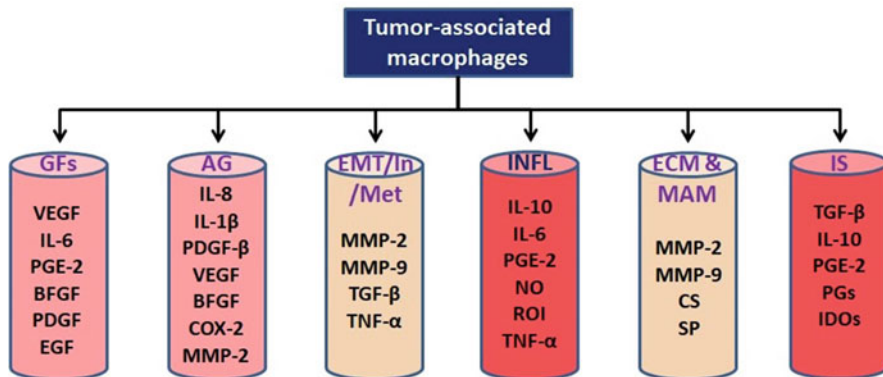 Tumor-associated
macrophages
GFs
VEGF
IL-6
PGE-2
BFGF
PDGF
EGF
AG
IL-8
IL-1β
PDGF-β
VEGF
BFGF
COX-2
MMP-2
EMT/In
/Met
MMP-2
MMP-9
TGF-β
TNF-α
INFL
IL-10
IL-6
PGE-2
NO
ROI
TNF-α
ECM &
MAM
MMP-2
MMP-9
CS
SP
IS
TGF-β
IL-10
PGE-2
PGs
IDOs